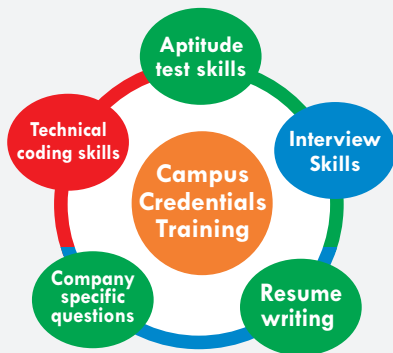 Aptitude
test skills
Technical
coding skills
Interview
Skills
Campus
Credentials
Training
Company
specific
questions
Resume
writing